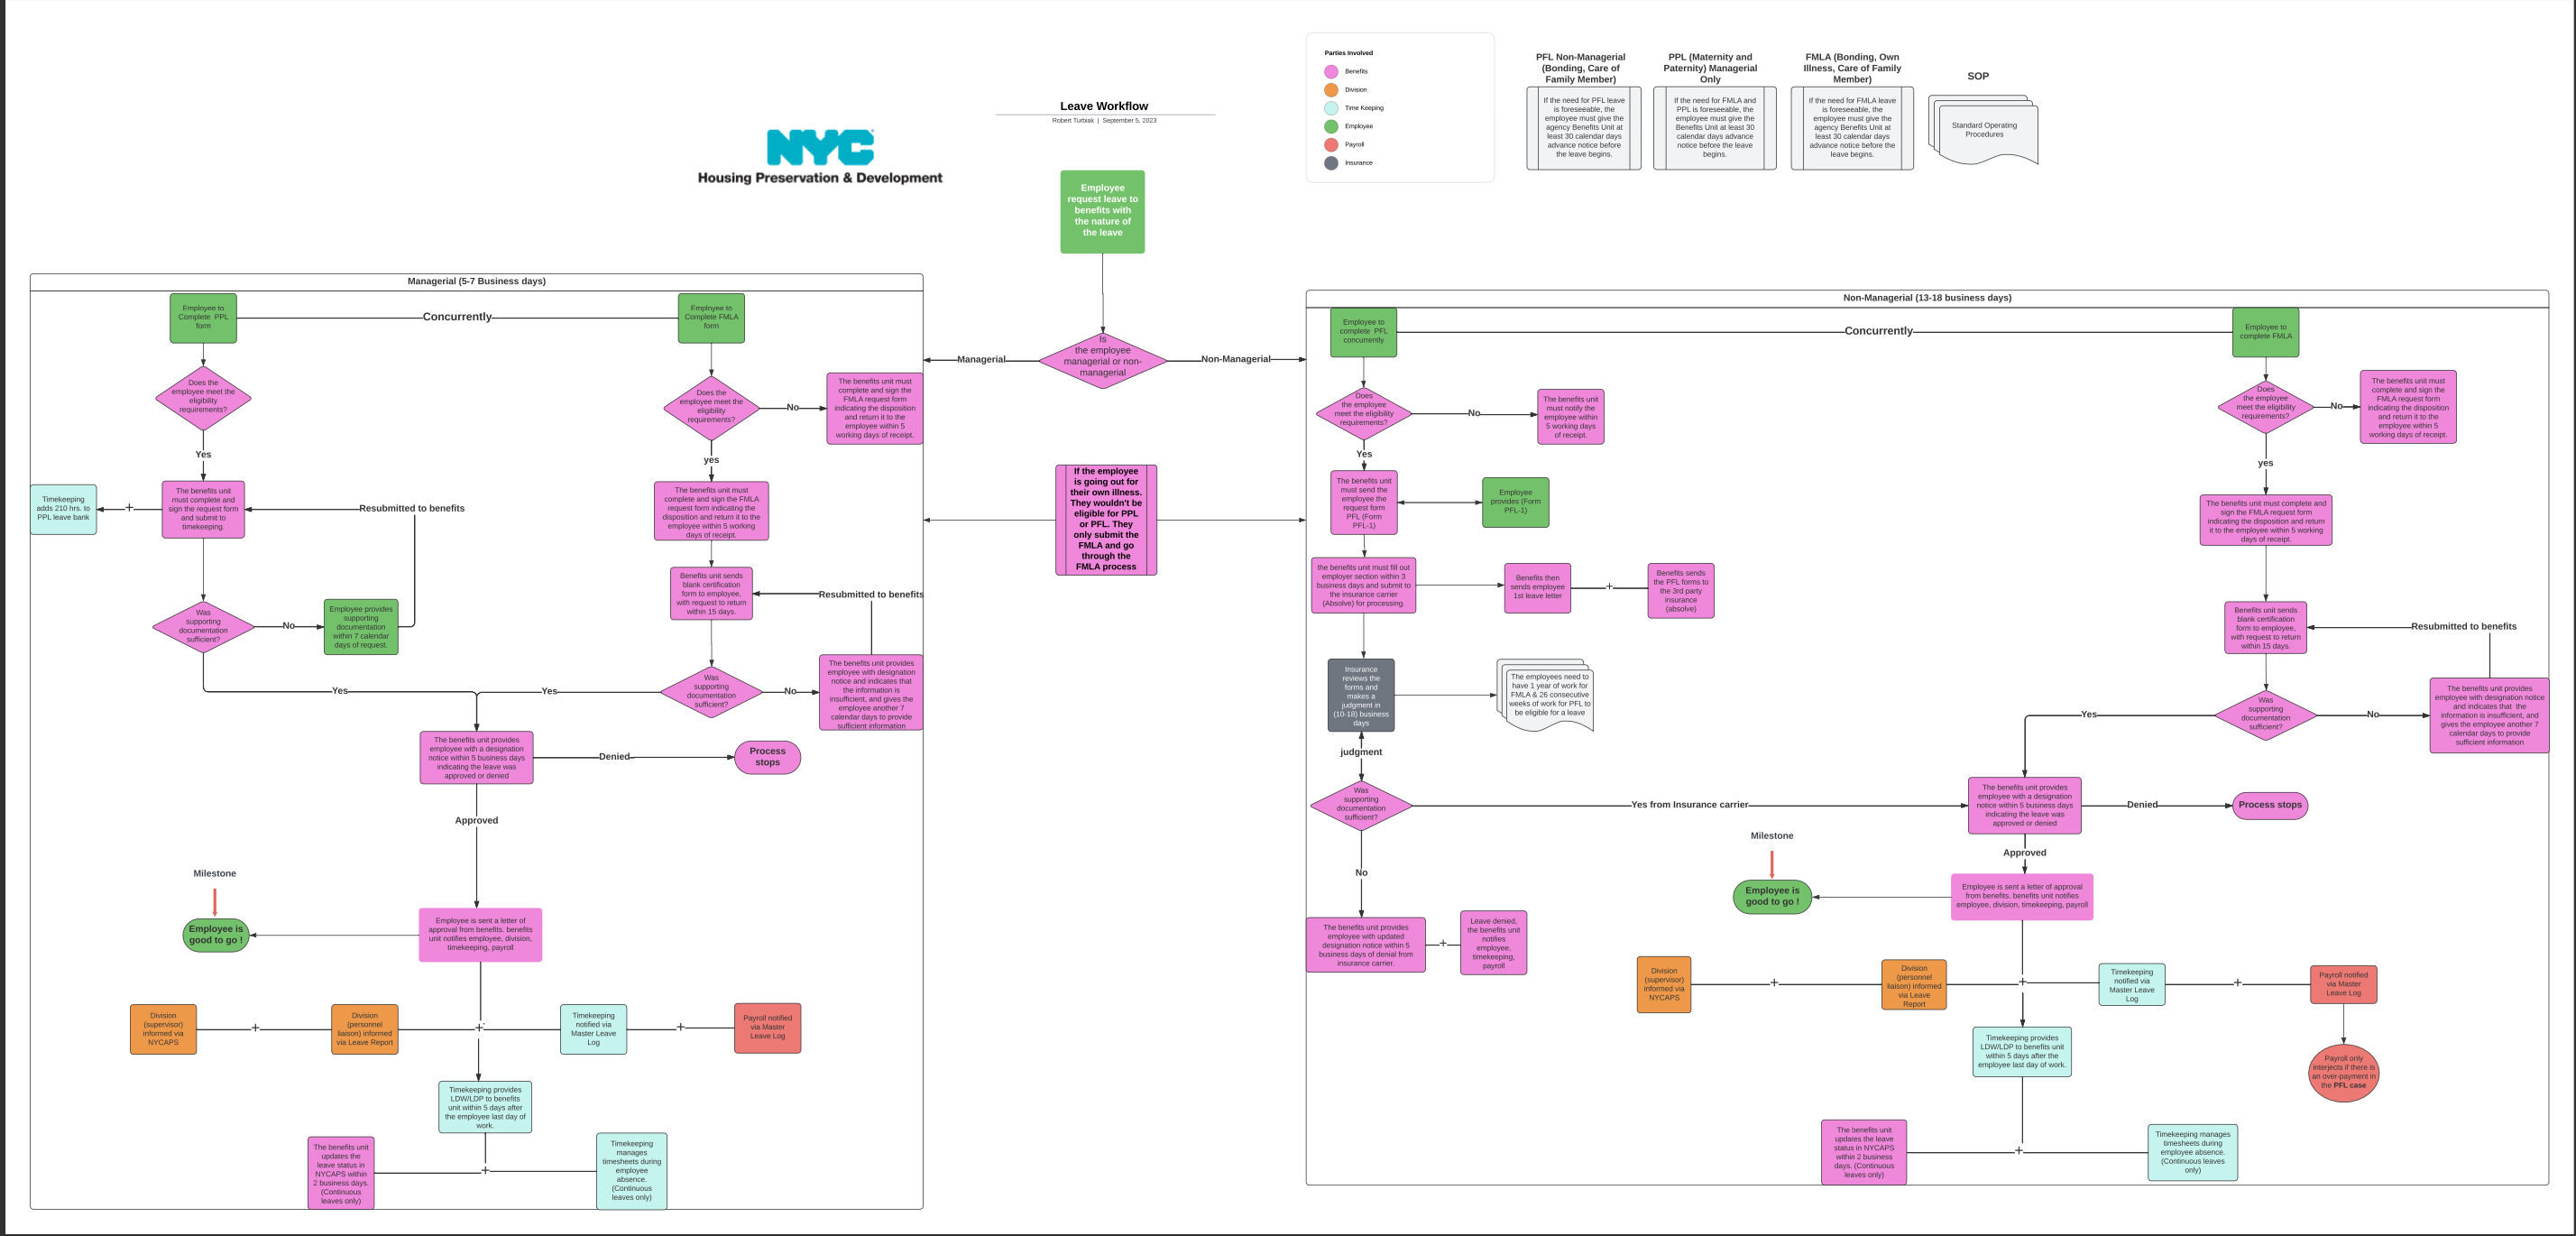 Parties Involved
Benefits
Division
Time Keeping
Employee
Payroll
Insurance
PFL Non-Managerial
(Bonding, Care of
Family Member)
If the need for PFL leave
is foreseeable, the
employee must give the
agency Benefits Unit at
least 30 calendar days
advance notice before
the leave begins.
PPL (Maternity and
Paternity) Managerial
Only
If the need for FMLA and
PPL is foreseeable, the
employee must give the
Benefits Unit at least 30
calendar days advance
notice before the leave
begins.
FMLA (Bonding, Own
Illness, Care of Family
Member)
If the need for FMLA leave
is foreseeable, the
employee must give the
agency Benefits Unit at
least 30 calendar days
advance notice before the
leave begins.
SOP
Standard Operating
Procedures
Leave Workflow
Robert Turbiak | September 5, 2023
NYC
Housing Preservation & Development
Employee
request leave to
benefits with
the nature of
the leave
Is
the employee
managerial or non-
managerial
Managerial
Non-Managerial
If the employee
is going out for
their own illness.
They wouldn't be
eligible for PPL
or PFL. They
only submit the
FMLA and go
through the
FMLA process
Managerial (5-7 Business days)
Employee to
Complete PPL
form
Concurrently
Employee to
Complete FMLA
form
Does the
employee meet the
eligibility
requirements?
Yes
Timekeeping
adds 210 hrs. to
PPL leave bank
+
The benefits unit
must complete and
sign the request form
and submit to
timekeeping.
Resubmitted to benefits
Was
supporting
documentation
sufficient?
No
Employee provides
supporting
documentation
within 7 calendar
days of request.
Yes
Does the
employee meet the
eligibility
requirements?
No
The benefits unit must
complete and sign the
FMLA request form
indicating the disposition
and return it to the
employee within 5
working days of receipt.
yes
The benefits unit must
complete and sign the FMLA
request form indicating the
disposition and return it to the
employee within 5 working
days of receipt.
Benefits unit sends
blank certification
form to employee,
with request to return
within 15 days.
Resubmitted to benefits
Was
supporting
documentation
sufficient?
No
The benefits unit provides
employee with designation
notice and indicates that
the information is
insufficient, and gives the
employee another 7
calendar days to provide
sufficient information
Yes
The benefits unit provides
employee with a designation
notice within 5 business days
indicating the leave was
approved or denied
Denied
Process
stops
Approved
Milestone
Employee is
good to go !
Employee is sent a letter of
approval from benefits. benefits
unit notifies employee, division,
timekeeping, payroll
Division
(supervisor)
informed via
NYCAPS
+
Division
(personnel
liaison) informed
via Leave Report
+
Timekeeping
notified via
Master Leave
Log
+
Payroll notified
via Master
Leave Log
Timekeeping provides
LDW/LDP to benefits
unit within 5 days after
the employee last day of
work.
The benefits unit
updates the
leave status in
NYCAPS within
2 business days.
(Continuous
leaves only)
+
Timekeeping
manages
timesheets during
employee
absence.
(Continuous
leaves only)
Non-Managerial (13-18 business days)
Employee to
complete PFL
concurrently
Concurrently
Employee to
complete FMLA
Does
the employee
meet the eligibility
requirements?
No
The benefits unit
must notify the
employee within
5 working days
of receipt.
Yes
The benefits unit
must send the
employee the
request form
PFL (Form
PFL-1)
Employee
provides (Form
PFL-1)
the benefits unit must fill out
employer section within 3
business days and submit to
the insurance carrier
(Absolve) for processing.
Benefits then
sends employee
1st leave letter
+
Benefits sends
the PFL forms to
the 3rd party
insurance
(absolve)
Insurance
reviews the
forms and
makes a
judgment in
(10-18) business
days
The employees need to
have 1 year of work for
FMLA & 26 consecutive
weeks of work for PFL to
be eligible for a leave
judgment
Was
supporting
documentation
sufficient?
Yes from Insurance carrier
No
The benefits unit provides
employee with updated
designation notice within 5
business days of denial from
insurance carrier.
+
Leave denied,
the benefits unit
notifies
employee,
timekeeping,
payroll
Does
the employee
meet the eligibility
requirements?
No
The benefits unit must
complete and sign the
FMLA request form
indicating the disposition
and return it to the
employee within 5
working days of receipt.
yes
The benefits unit must complete and
sign the FMLA request form
indicating the disposition and return
it to the employee within 5 working
days of receipt.
Benefits unit sends
blank certification
form to employee,
with request to return
within 15 days.
Resubmitted to benefits
Was
supporting
documentation
sufficient?
No
The benefits unit provides
employee with designation notice
and indicates that the
information is insufficient, and
gives the employee another 7
calendar days to provide
sufficient information
Yes
The benefits unit provides
employee with a designation
notice within 5 business days
indicating the leave was
approved or denied
Denied
Process stops
Approved
Milestone
Employee is
good to go !
Employee is sent a letter of approval
from benefits. benefits unit notifies
employee, division, timekeeping, payroll
Division
(supervisor)
informed via
NYCAPS
+
Division
(personnel
liaison) informed
via Leave
Report
+
Timekeeping
notified via
Master Leave
Log
+
Payroll notified
via Master
Leave Log
Timekeeping provides
LDW/LDP to benefits unit
within 5 days after the
employee last day of work.
Payroll only
interjects if there is
an over-payment in
the PFL case
The benefits unit
updates the leave
status in NYCAPS
within 2 business
days. (Continuous
leaves only)
+
Timekeeping manages
timesheets during
employee absence.
(Continuous leaves
only)